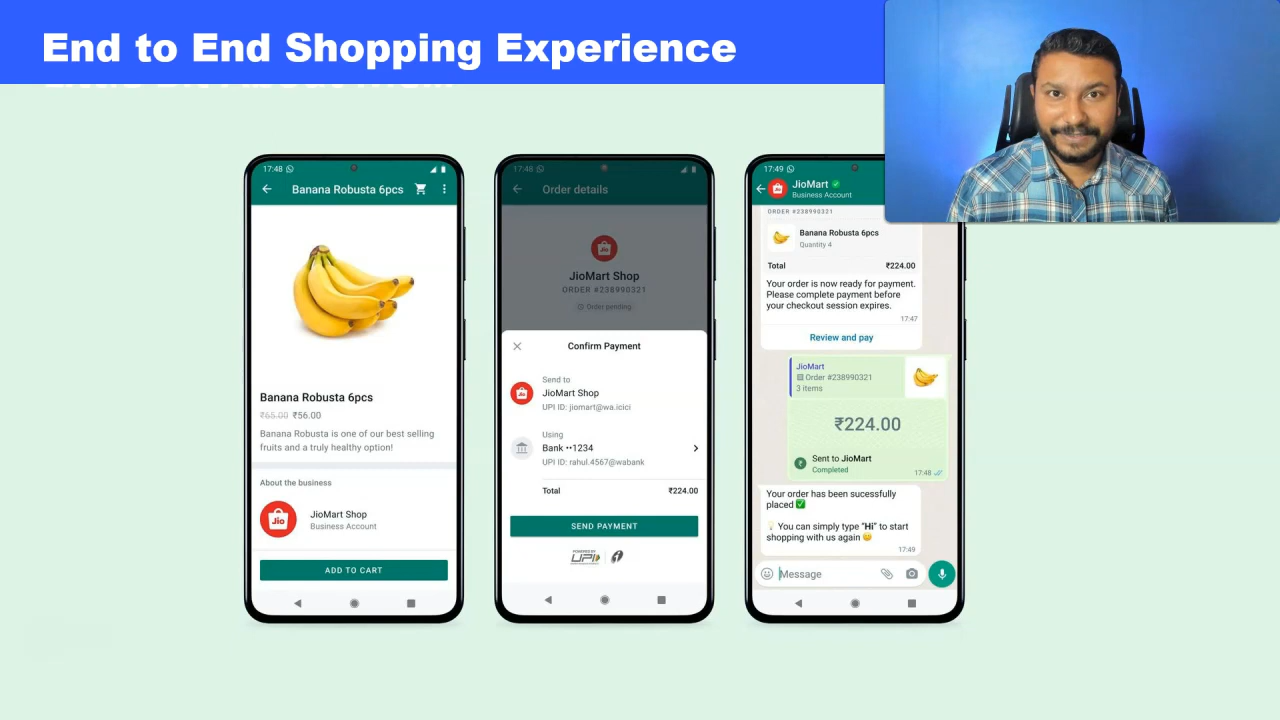 End to End Shopping Experience
17:48
Banana Robusta 6pcs
Banana Robusta 6pcs
₹65.00 ₹56.00
Banana Robusta is one of our best selling
fruits and a truly healthy option!
About the business
Jio
JioMart Shop
Business Account
ADD TO CART
17:48
Order details
Jio
JioMart Shop
ORDER #238990321
Order pending
Confirm Payment
Send to
JioMart Shop
UPI ID: jiomart@wa.icici
Using
Bank ••1234
UPI ID: rahul.4567@wabank
Total ₹224.00
SEND PAYMENT
POWERED BY
UPI
17:49
JioMart
Business Account
ORDER #238990321
Banana Robusta 6pcs
Quantity 4
Total ₹224.00
Your order is now ready for payment.
Please complete payment before
your checkout session expires.
17:47
Review and pay
JioMart
Order #238990321
3 items
₹224.00
₹ Sent to JioMart
Completed
17:48
Your order has been sucessfully
placed ✅
💡 You can simply type "Hi" to start
shopping with us again 😊
17:49
Message